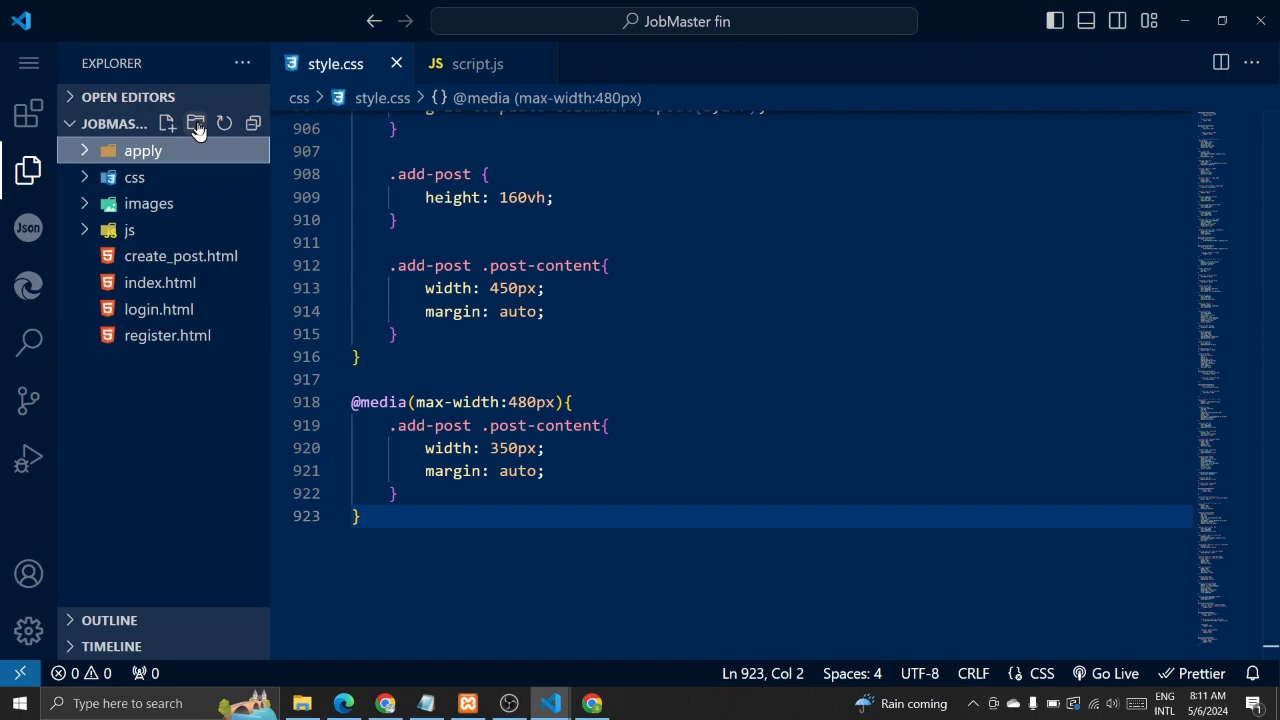 JobMaster fin
EXPLORER
style.css
JS script.js
OPEN EDITORS
css > style.css > {} @media (max-width:480px)
JOBMAS...
appl
css
images
js
create_post.html
index.html
login.html
register.html
Json
906 }
907
908 .add-post {
909 height: 150vh;
910 }
911
912 .add-post .post-content{
913 width: 450px;
914 margin: auto;
915 }
916 }
917
918 @media(max-width:
919 .add-post .post-content{
920 width: 350px;
921 margin: auto;
922 }
923 }
OUTLINE
TIMELINE
0 0 0
Ln 923, Col 2
Spaces: 4
UTF-8
CRLF
{} CSS
Go Live
Prettier
Type here to search
Rain coming
ENG
INTL
8:11 AM
5/6/2024